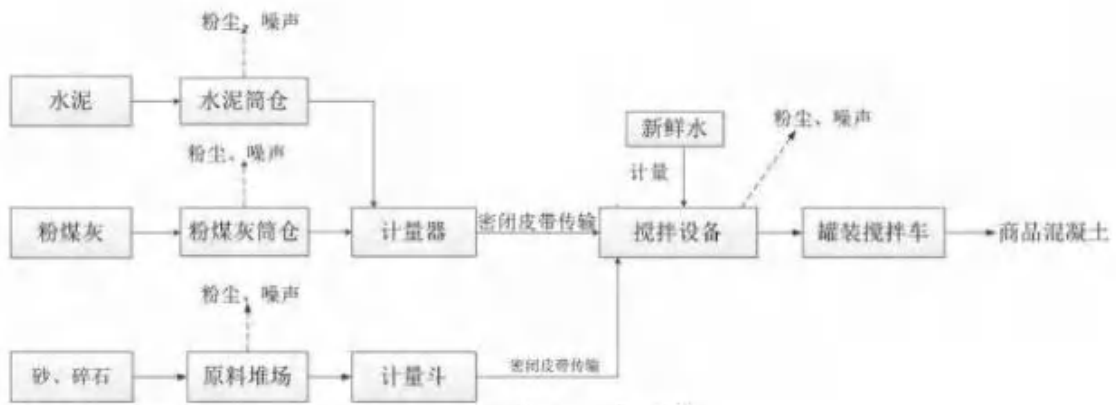 粉尘、噪声
水泥
水泥筒仓
新鲜水
粉尘、噪声
粉尘、噪声
计量
粉煤灰
粉煤灰筒仓
计量器
密闭皮带传输
搅拌设备
罐装搅拌车
商品混凝土
粉尘、噪声
砂、碎石
原料堆场
计量斗
密闭皮带传输